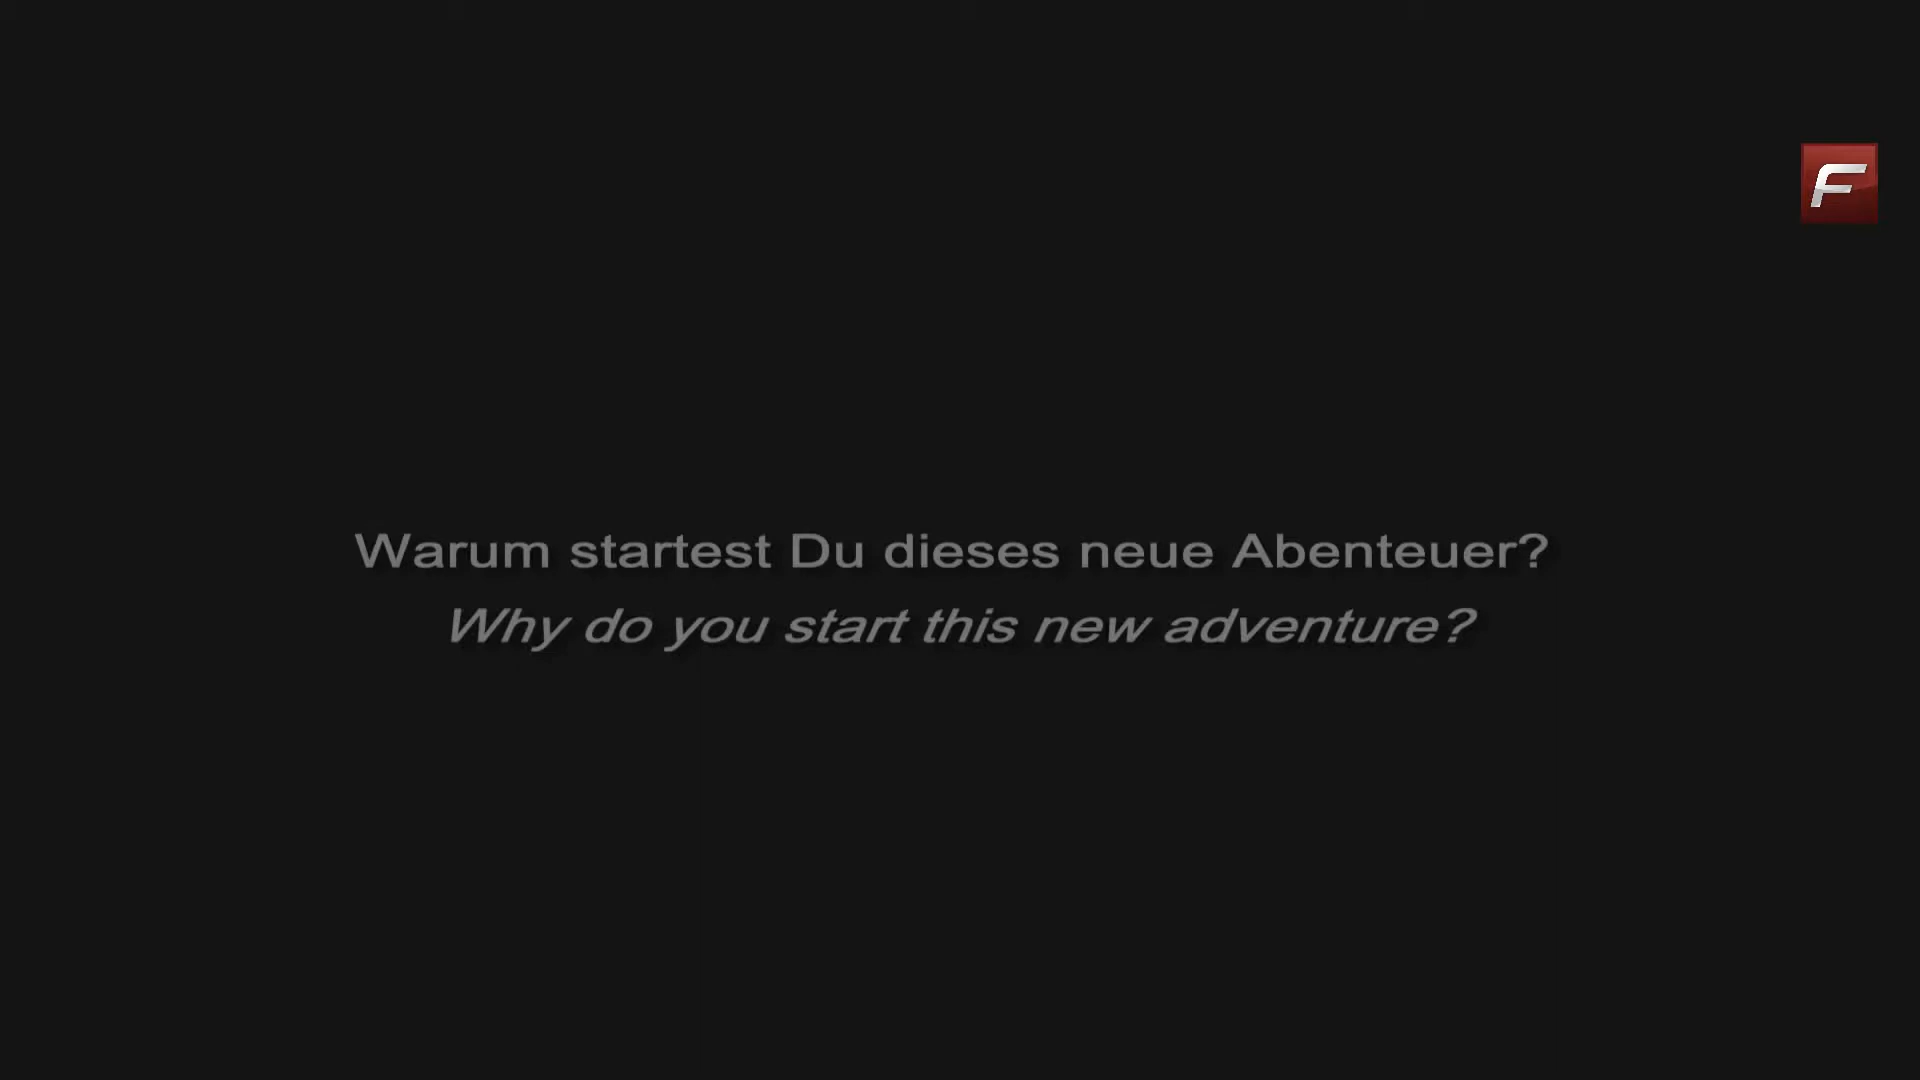 F
Warum startest Du dieses neue Abenteuer?
Why do you start this new adventure?